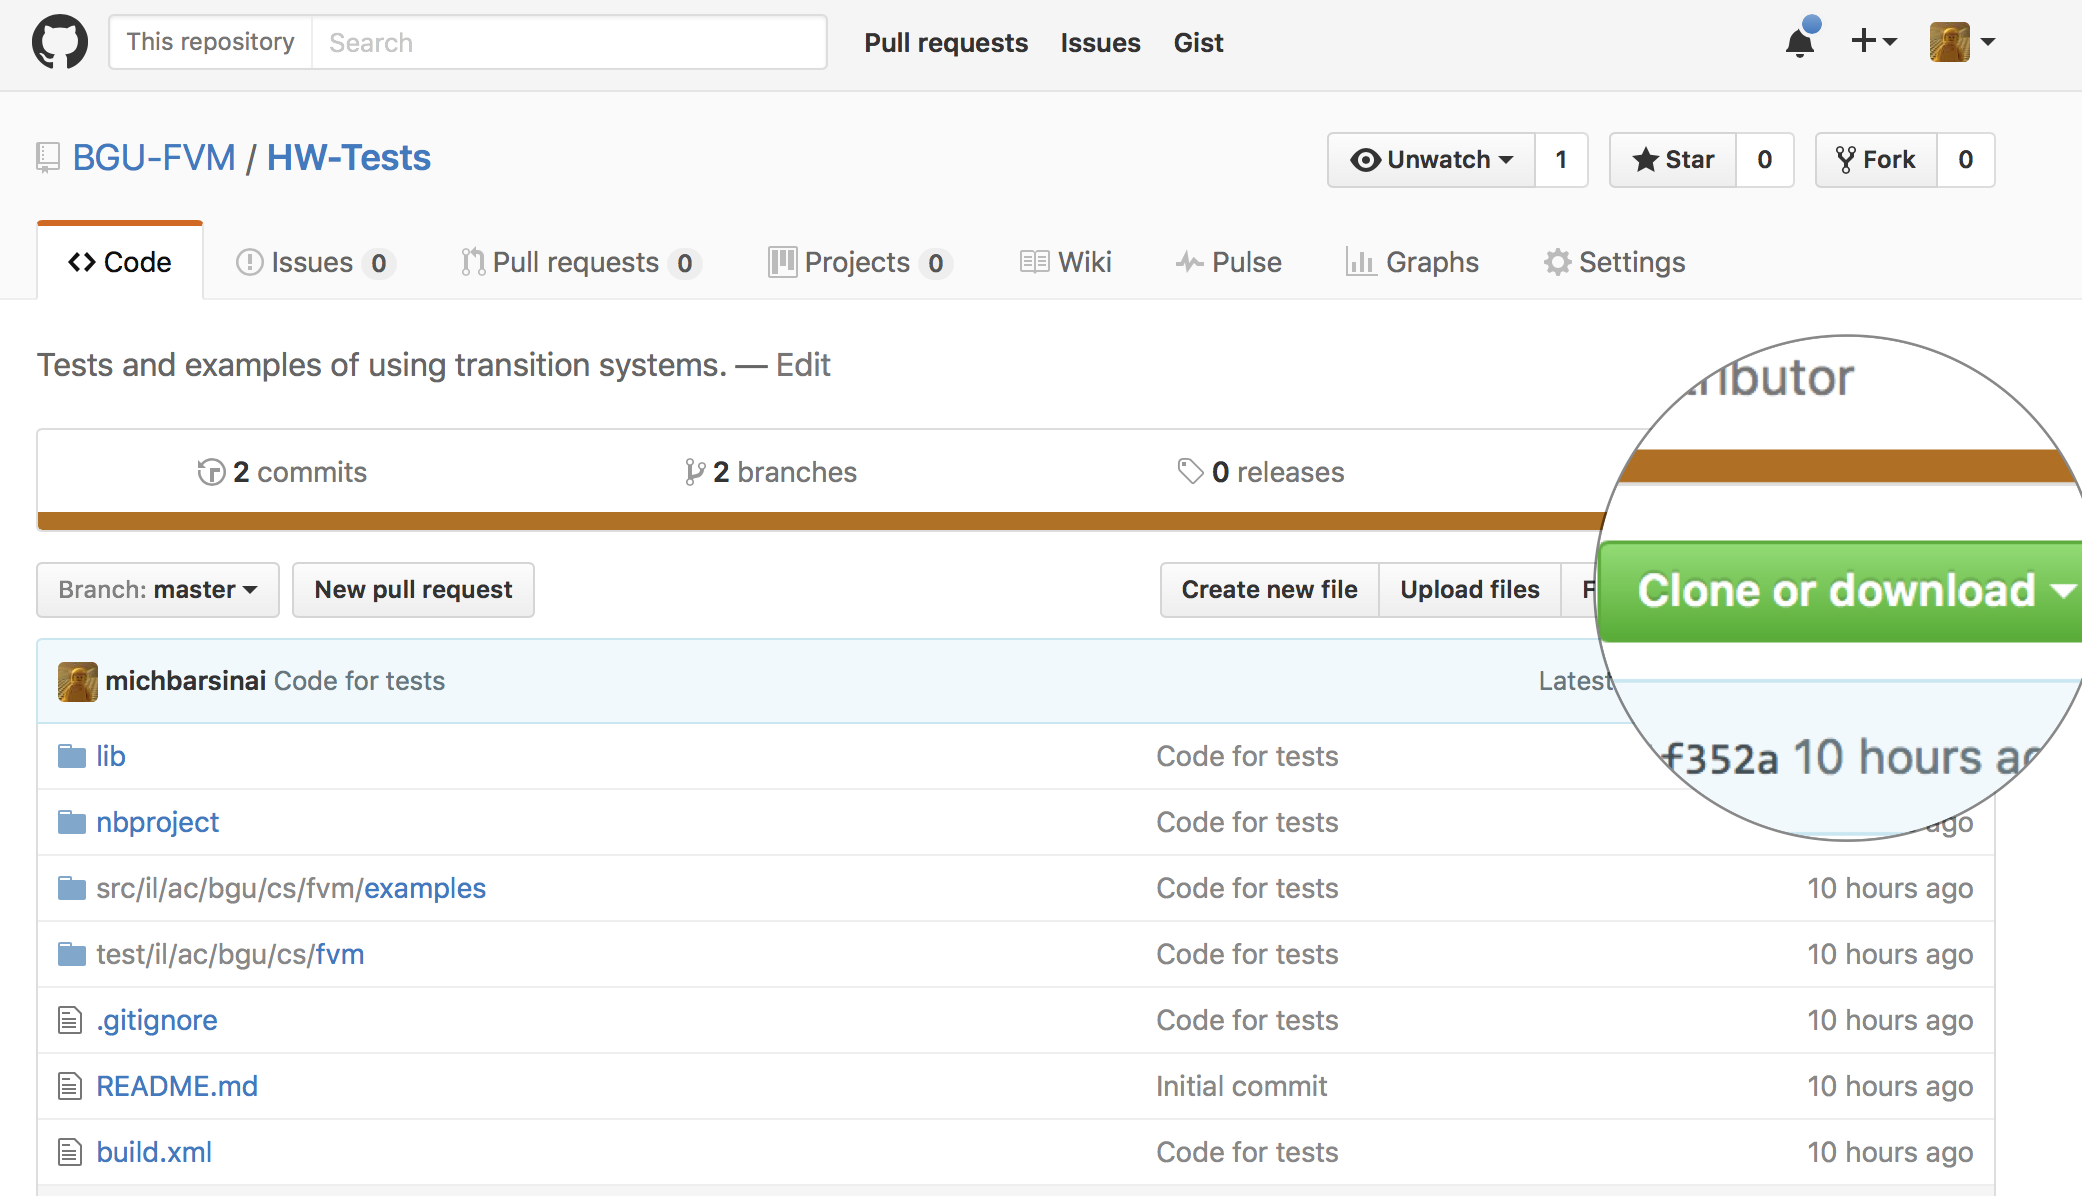 This repository Search Pull requests Issues Gist
BGU-FVM / HW-Tests Unwatch 1 Star 0 Fork 0
Code Issues 0 Pull requests 0 Projects 0 Wiki Pulse Graphs Settings
Tests and examples of using transition systems. — Edit
2 commits 2 branches 0 releases
Branch: master New pull request Create new file Upload files Clone or download
michbarsinai Code for tests Latest f352a 10 hours
lib Code for tests
nbproject Code for tests ago
src/il/ac/bgu/cs/fvm/examples Code for tests 10 hours ago
test/il/ac/bgu/cs/fvm Code for tests 10 hours ago
.gitignore Code for tests 10 hours ago
README.md Initial commit 10 hours ago
build.xml Code for tests 10 hours ago